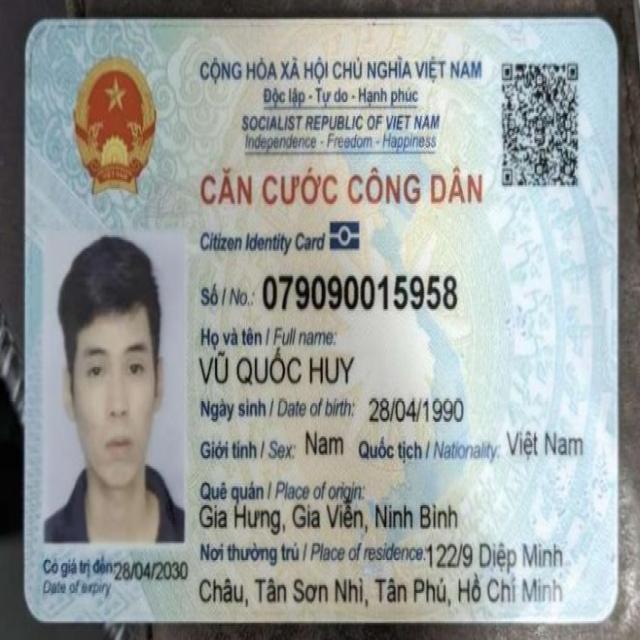 CỘNG HÒA XÃ HỘI CHỦ NGHĨA VIỆT NAM
Độc lập - Tự do - Hạnh phúc
SOCIALIST REPUBLIC OF VIET NAM
Independence - Freedom - Happiness
CĂN CƯỚC CÔNG DÂN
Citizen Identity Card
Số / No.: 079090015958
Họ và tên / Full name:
VŨ QUỐC HUY
Ngày sinh / Date of birth: 28/04/1990
Giới tính / Sex: Nam Quốc tịch / Nationality: Việt Nam
Quê quán / Place of origin:
Gia Hưng, Gia Viễn, Ninh Bình
Nơi thường trú / Place of residence: 122/9 Diệp Minh
Châu, Tân Sơn Nhì, Tân Phú, Hồ Chí Minh
Có giá trị đến: 28/04/2030
Date of expiry